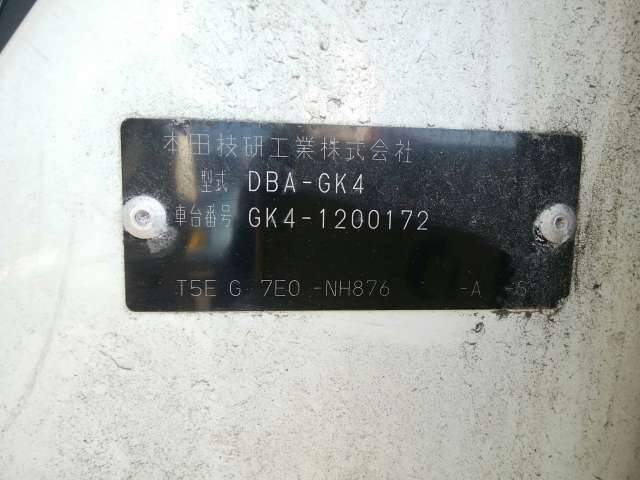 本田技研工業株式会社
型式 DBA-GK4
車台番号 GK4-1200172
T5E G 7E0 -NH876 -A -5